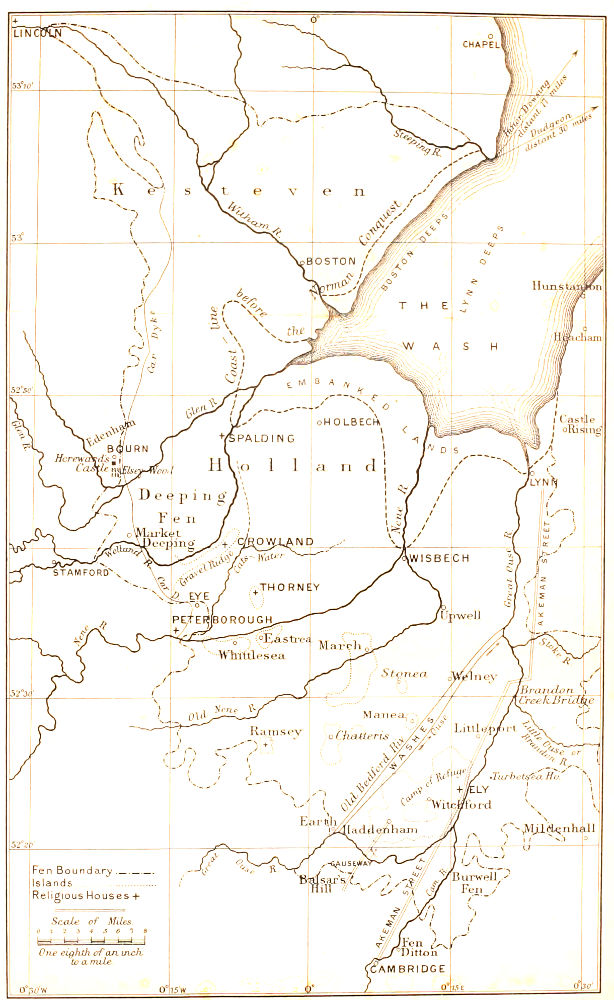 LINCOLN
0°
CHAPEL
53°10'
Outer Dowsing
distant 17 miles
Dudgeon
distant 30 miles
Steeping R.
Kesteven
Witham R.
53°
BOSTON
Coast line before the Norman Conquest
BOSTON DEEPS
LYNN DEEPS
THE
WASH
Hunstanton
Heacham
Car Dyke
52°50'
EMBANKED LANDS
Glen R.
Glen R.
Edenham
BOURN
Herewards
Castle
Elsey Wood
SPALDING
HOLBECH
Castle
Rising
Holland
Deeping
Fen
LYNN
Nene R
Market
Deeping
CROWLAND
Gravel Ridge
Cats Water
WISBECH
Great Ouse R
AKEMAN STREET
Welland R.
STAMFORD
Car D.
EYE
THORNEY
PETERBOROUGH
Upwell
Nene R
Eastrea
Whittlesea
March
Stoke R
Stonea
Welney
52°30'
Brandon
Creek Bridge
Old Nene R
Manea
Ramsey
Chatteris
Littleport
Little Ouse or
Brandon R.
Old Bedford Riv
WASHES
Ouse
Camp of Refuge
Turbetsea Ho.
ELY
Witchford
Earth
Haddenham
Mildenhall
52°20'
Great Ouse R
CAUSEWAY
Balsar's
Hill
AKEMAN STREET
Cam R.
Burwell
Fen
Fen Boundary
Islands
Religious Houses +
Scale of Miles
0 1 2 3 4 5 6 7 8
One eighth of an inch
to a mile
Fen
Ditton
CAMBRIDGE
0°30'W
0°15'W
0°
0°15'E
0°30'